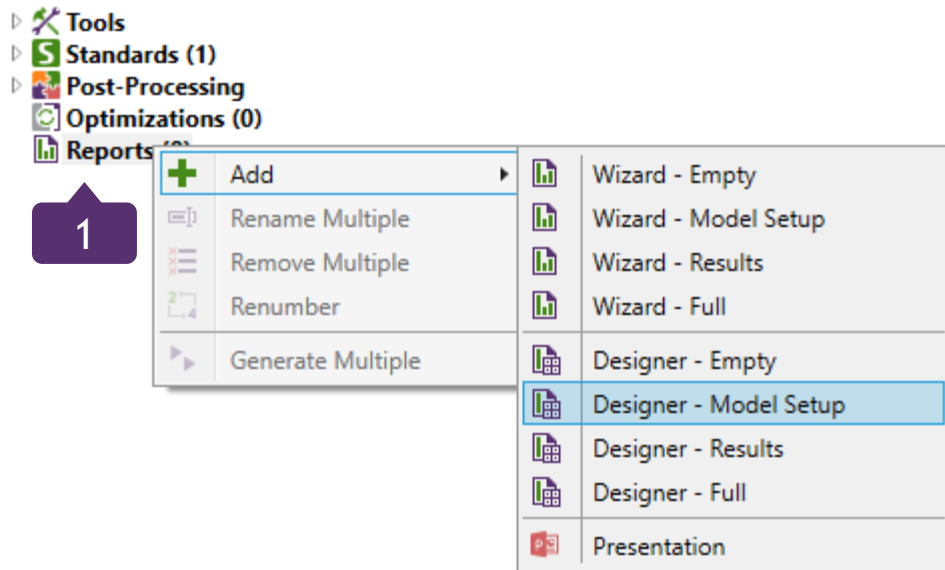 Tools
Standards (1)
Post-Processing
Optimizations (0)
Reports (0)
1
Add
Rename Multiple
Remove Multiple
Renumber
Generate Multiple
Wizard - Empty
Wizard - Model Setup
Wizard - Results
Wizard - Full
Designer - Empty
Designer - Model Setup
Designer - Results
Designer - Full
Presentation